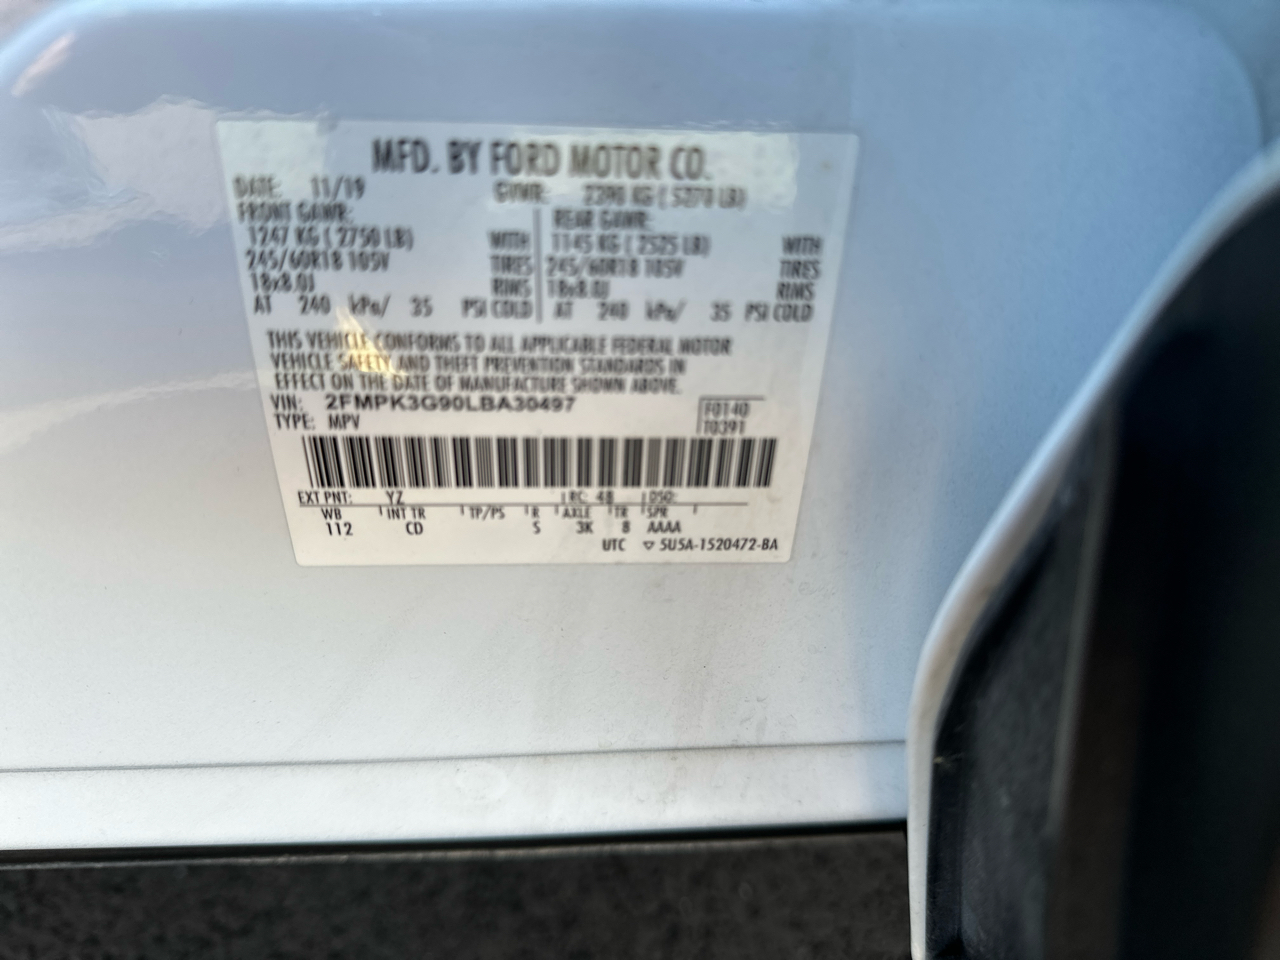 MFD. BY FORD MOTOR CO.
DATE: 11/19 GVWR: 2390 KG ( 5270 LB)
FRONT GAWR: REAR GAWR:
1247 KG ( 2750 LB) WITH 1145 KG ( 2525 LB) WITH
245/60R18 105V TIRES 245/60R18 105V TIRES
18x8.0J RIMS 18x8.0J RIMS
AT 240 kPa/ 35 PSI COLD AT 240 kPa/ 35 PSI COLD
THIS VEHICLE CONFORMS TO ALL APPLICABLE FEDERAL MOTOR
VEHICLE SAFETY AND THEFT PREVENTION STANDARDS IN
EFFECT ON THE DATE OF MANUFACTURE SHOWN ABOVE.
VIN: 2FMPK3G90LBA30497 F0140
TYPE: MPV T0391
EXT PNT: YZ RC: 48 DSO:
WB INT TR TP/PS R AXLE TR SPR
112 CD S 3K 8 AAAA
UTC ▽ 5U5A-1520472-BA